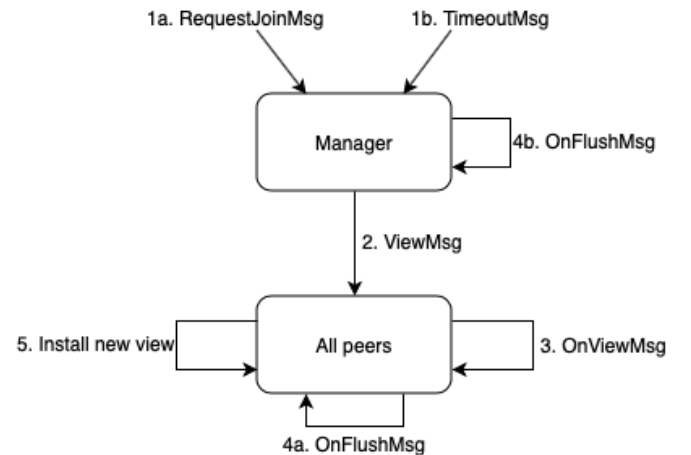 1a. RequestJoinMsg
1b. TimeoutMsg
Manager
4b. OnFlushMsg
2. ViewMsg
5. Install new view
All peers
3. OnViewMsg
4a. OnFlushMsg